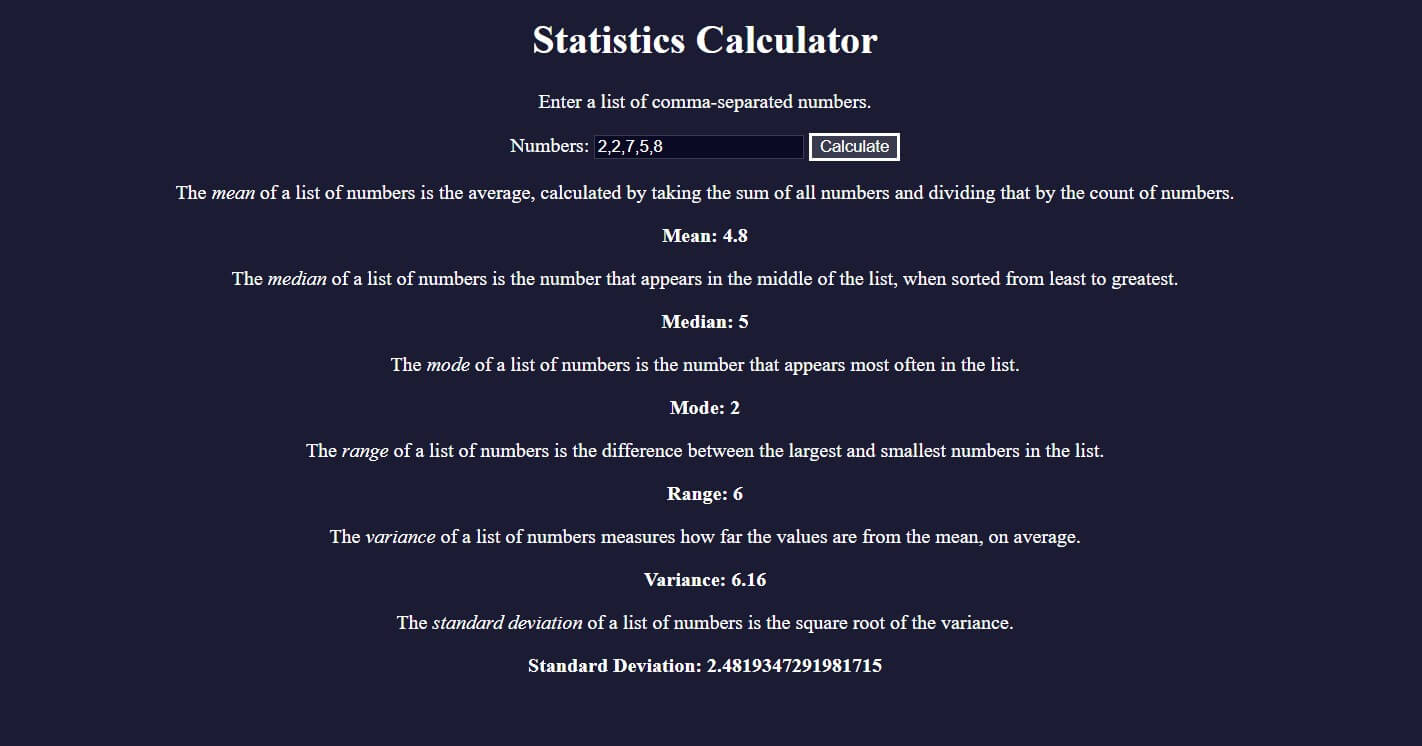 Statistics Calculator
Enter a list of comma-separated numbers.
Numbers: 2,2,7,5,8 Calculate
The mean of a list of numbers is the average, calculated by taking the sum of all numbers and dividing that by the count of numbers.
Mean: 4.8
The median of a list of numbers is the number that appears in the middle of the list, when sorted from least to greatest.
Median: 5
The mode of a list of numbers is the number that appears most often in the list.
Mode: 2
The range of a list of numbers is the difference between the largest and smallest numbers in the list.
Range: 6
The variance of a list of numbers measures how far the values are from the mean, on average.
Variance: 6.16
The standard deviation of a list of numbers is the square root of the variance.
Standard Deviation: 2.4819347291981715